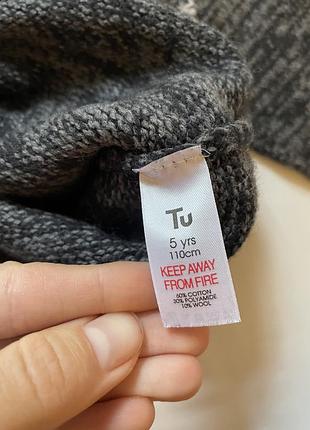 Tu
5 yrs
110cm
KEEP AWAY
FROM FIRE
60% COTTON
30% POLYAMIDE
10% WOOL